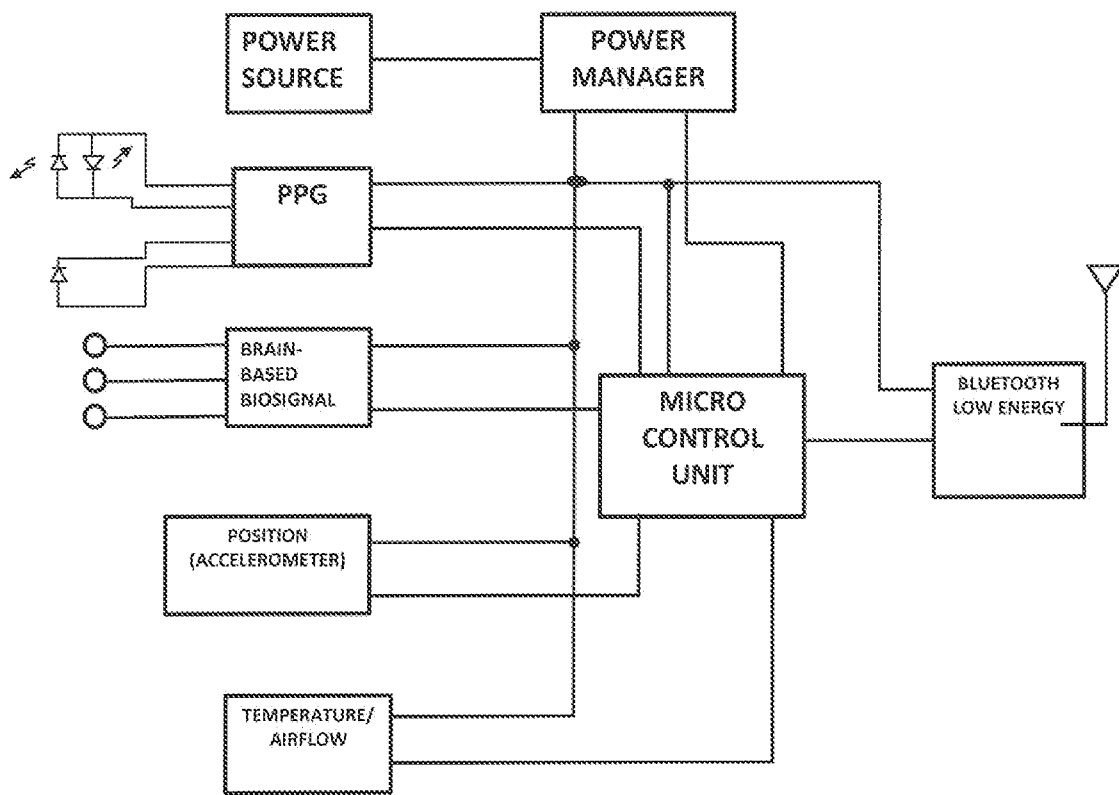 POWER
SOURCE
POWER
MANAGER
PPG
BRAIN-
BASED
BIOSIGNAL
MICRO
CONTROL
UNIT
BLUETOOTH
LOW ENERGY
POSITION
(ACCELEROMETER)
TEMPERATURE/
AIRFLOW